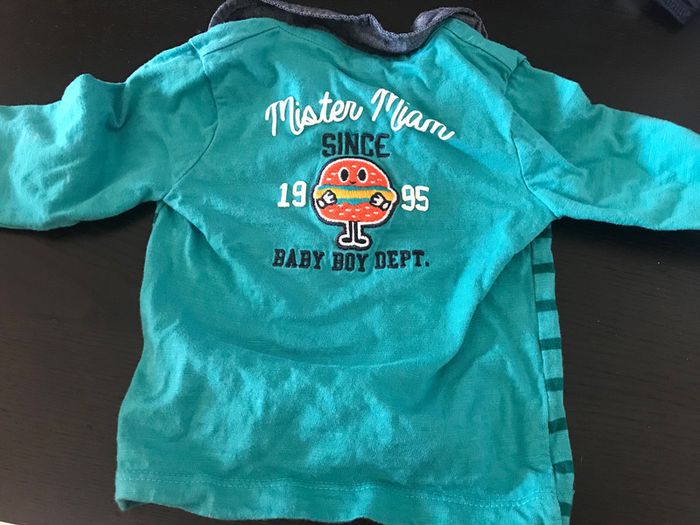 Mister Miam
SINCE
19 95
BABY BOY DEPT.